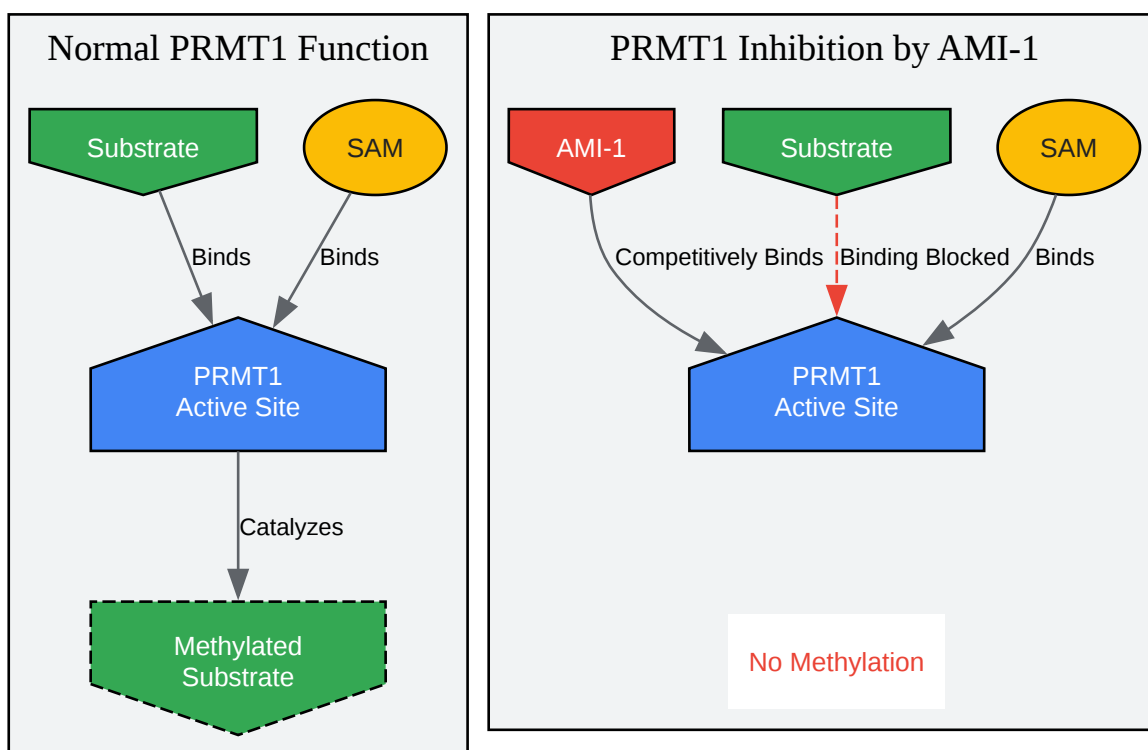 Normal PRMT1 Function
Substrate
SAM
Binds
Binds
PRMT1
Active Site
Catalyzes
Methylated
Substrate
PRMT1 Inhibition by AMI-1
AMI-1
Substrate
SAM
Competitively Binds
Binding Blocked
Binds
PRMT1
Active Site
No Methylation